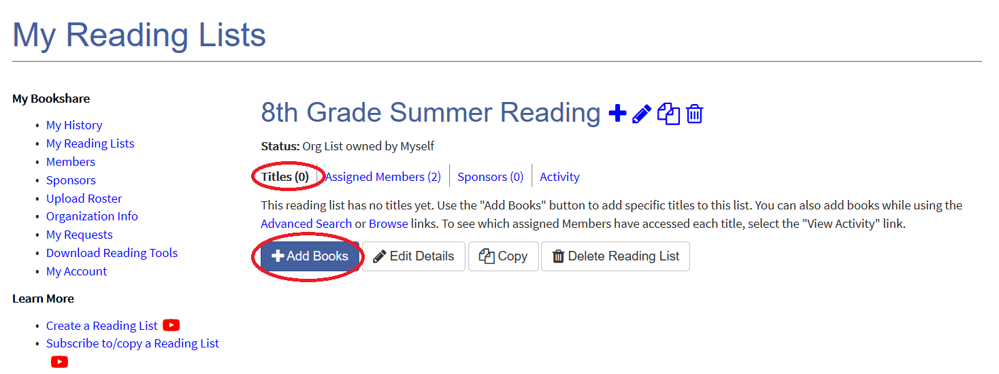 My Reading Lists
My Bookshare
My History
My Reading Lists
Members
Sponsors
Upload Roster
Organization Info
My Requests
Download Reading Tools
My Account
Learn More
Create a Reading List
Subscribe to/copy a Reading List
8th Grade Summer Reading
Status: Org List owned by Myself
Titles (0) Assigned Members (2) Sponsors (0) Activity
This reading list has no titles yet. Use the "Add Books" button to add specific titles to this list. You can also add books while using the
Advanced Search or Browse links. To see which assigned Members have accessed each title, select the "View Activity" link.
Add Books Edit Details Copy Delete Reading List